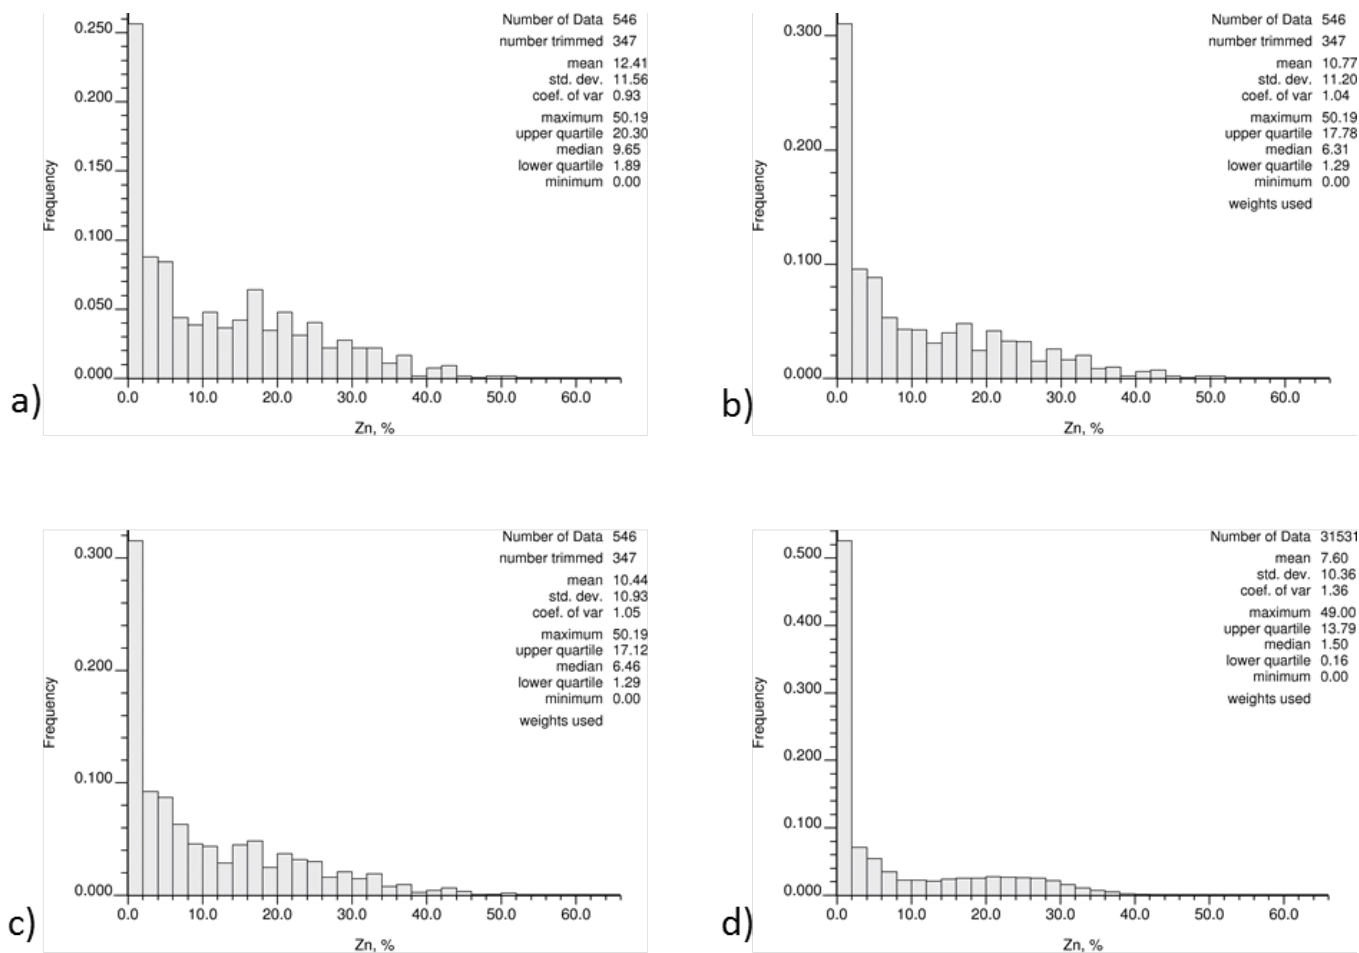 a)
Frequency
0.250
0.200
0.150
0.100
0.050
0.000
0.0 10.0 20.0 30.0 40.0 50.0 60.0
Zn, %
Number of Data 546
number trimmed 347
mean 12.41
std. dev. 11.56
coef. of var 0.93
maximum 50.19
upper quartile 20.30
median 9.65
lower quartile 1.89
minimum 0.00
b)
Frequency
0.300
0.200
0.100
0.000
0.0 10.0 20.0 30.0 40.0 50.0 60.0
Zn, %
Number of Data 546
number trimmed 347
mean 10.77
std. dev. 11.20
coef. of var 1.04
maximum 50.19
upper quartile 17.78
median 6.31
lower quartile 1.29
minimum 0.00
weights used
c)
Frequency
0.300
0.200
0.100
0.000
0.0 10.0 20.0 30.0 40.0 50.0 60.0
Zn, %
Number of Data 546
number trimmed 347
mean 10.44
std. dev. 10.93
coef. of var 1.05
maximum 50.19
upper quartile 17.12
median 6.46
lower quartile 1.29
minimum 0.00
weights used
d)
Frequency
0.500
0.400
0.300
0.200
0.100
0.000
0.0 10.0 20.0 30.0 40.0 50.0 60.0
Zn, %
Number of Data 31531
mean 7.60
std. dev. 10.36
coef. of var 1.36
maximum 49.00
upper quartile 13.79
median 1.50
lower quartile 0.16
minimum 0.00
weights used